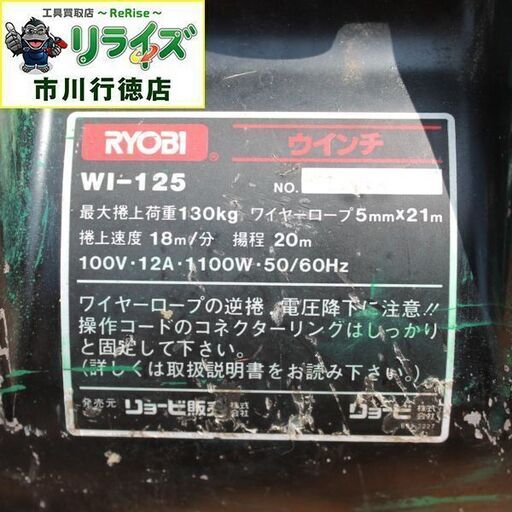 工具買取店 ～ReRise～
リライズ
市川行徳店
RYOBI® ウインチ
WI-125 NO.
最大捲上荷重130kg ワイヤーロープ5mm×21m
捲上速度 18m/分 揚程 20m
100V・12A・1100W・50/60Hz
ワイヤーロープの逆捲、電圧降下に注意!!
操作コードのコネクターリングはしっかり
と固定して下さい。
(詳しくは取扱説明書をお読み下さい。)
発売元 リョービ販売株式会社 リョービ株式会社